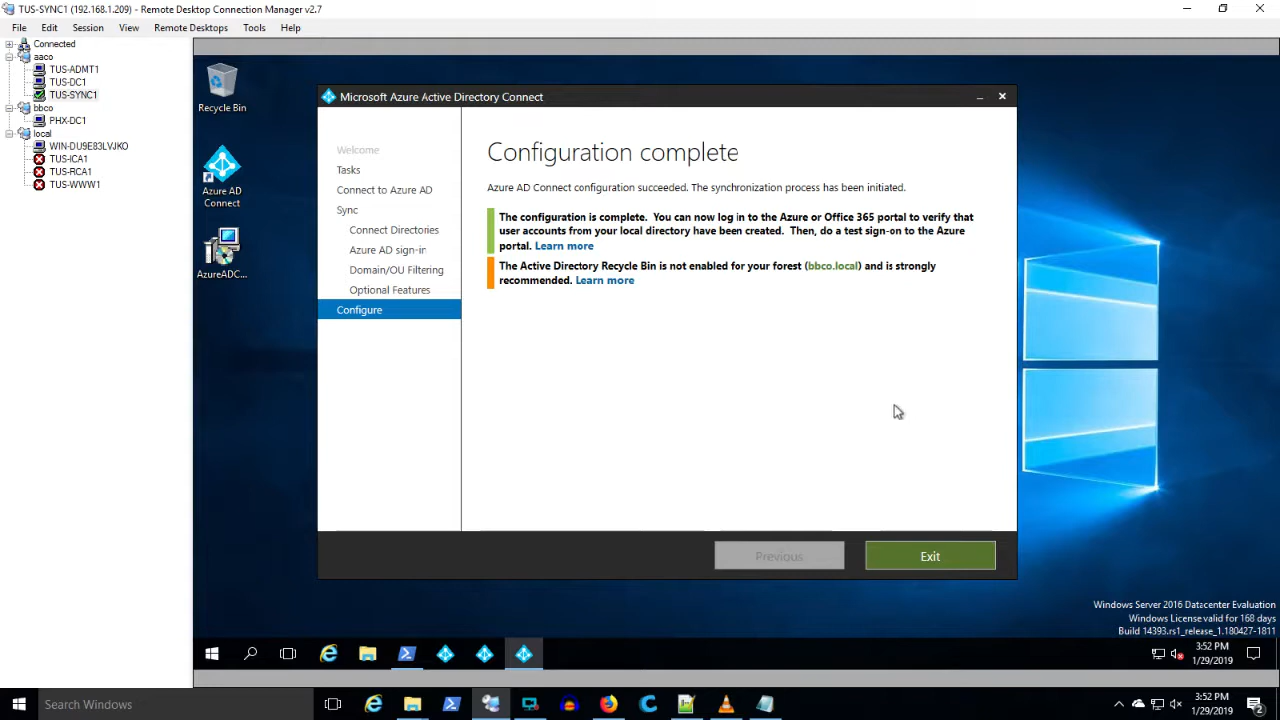 TUS-SYNC1 (192.168.1.209) - Remote Desktop Connection Manager v2.7
File Edit Session View Remote Desktops Tools Help
Connected
aaco
TUS-ADMT1
TUS-DC1
TUS-SYNC1
bbco
PHX-DC1
local
WIN-DU9E83LVJKO
TUS-ICA1
TUS-RCA1
TUS-WWW1
Recycle Bin
Azure AD
Connect
AzureADC...
Microsoft Azure Active Directory Connect
Welcome
Tasks
Connect to Azure AD
Sync
Connect Directories
Azure AD sign-in
Domain/OU Filtering
Optional Features
Configure
Configuration complete
Azure AD Connect configuration succeeded. The synchronization process has been initiated.
The configuration is complete. You can now log in to the Azure or Office 365 portal to verify that
user accounts from your local directory have been created. Then, do a test sign-on to the Azure
portal. Learn more
The Active Directory Recycle Bin is not enabled for your forest (bbco.local) and is strongly
recommended. Learn more
Previous
Exit
Windows Server 2016 Datacenter Evaluation
Windows License valid for 168 days
Build 14393.rs1_release_1.180427-1811
3:52 PM
1/29/2019
Search Windows
3:52 PM
1/29/2019
2